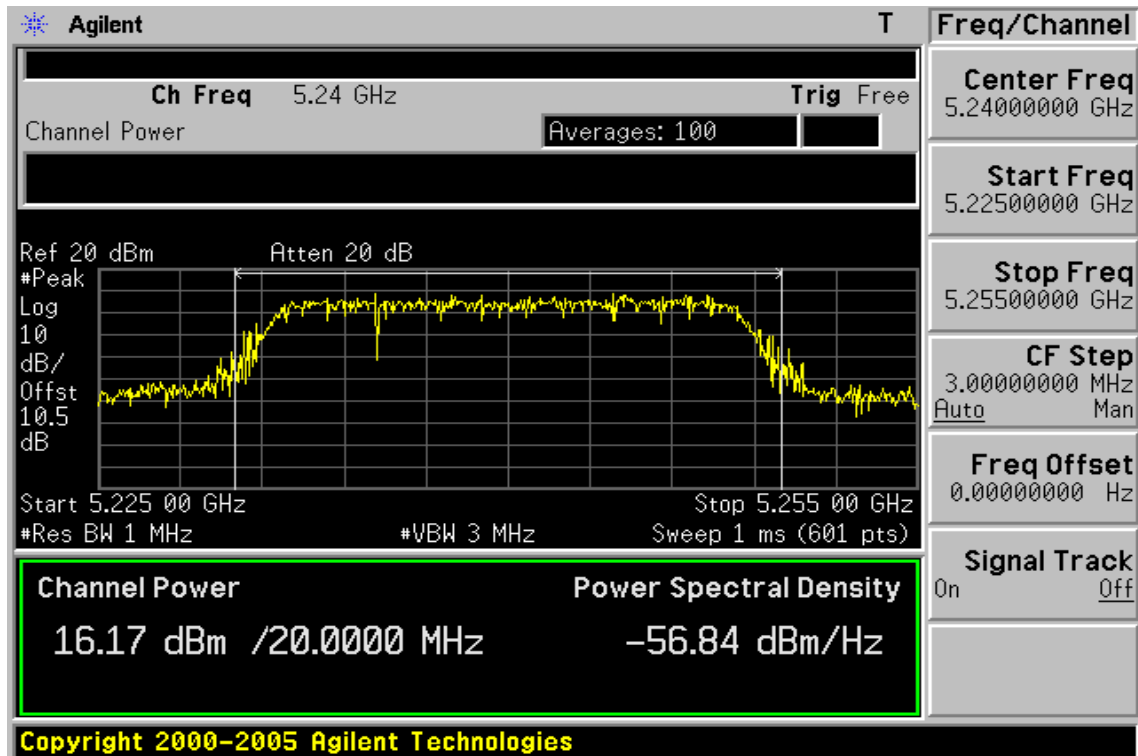 Agilent T
Ch Freq 5.24 GHz Trig Free
Channel Power Averages: 100
Ref 20 dBm Atten 20 dB
#Peak
Log
10
dB/
Offst
10.5
dB
Start 5.225 00 GHz Stop 5.255 00 GHz
#Res BW 1 MHz #VBW 3 MHz Sweep 1 ms (601 pts)
Channel Power Power Spectral Density
16.17 dBm /20.0000 MHz -56.84 dBm/Hz
Copyright 2000-2005 Agilent Technologies
Freq/Channel
Center Freq
5.24000000 GHz
Start Freq
5.22500000 GHz
Stop Freq
5.25500000 GHz
CF Step
3.00000000 MHz
Auto Man
Freq Offset
0.00000000 Hz
Signal Track
On Off